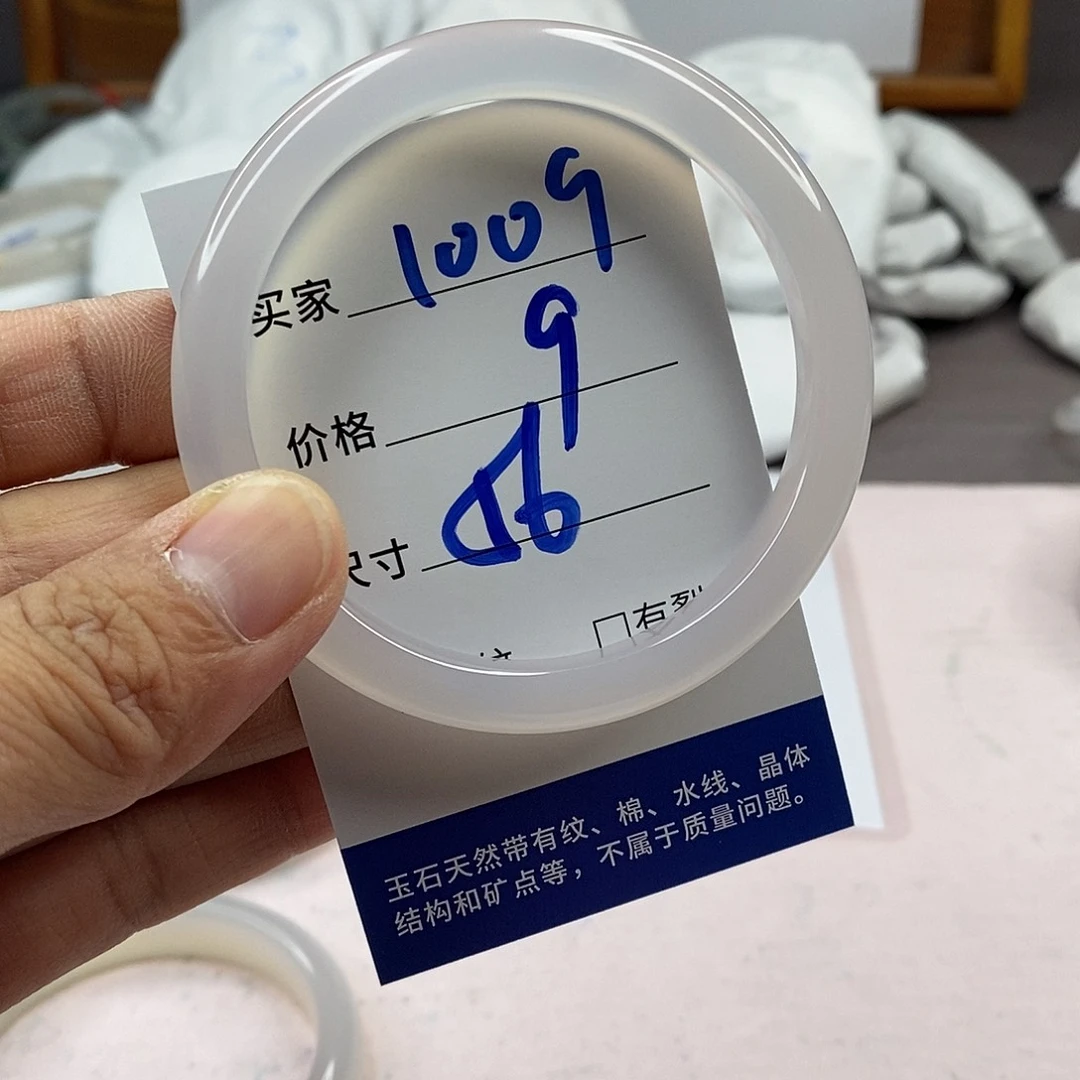 买家 1009
价格 9
尺寸 56
□有裂
玉石天然带有纹、棉、水线、晶体
结构和矿点等，不属于质量问题。